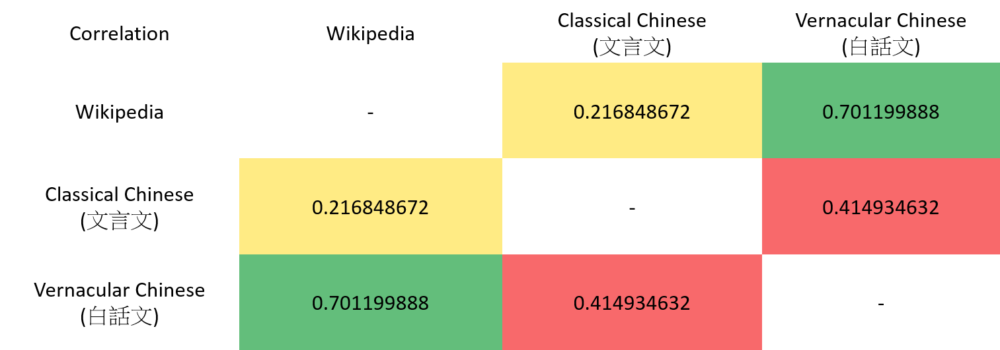 Correlation
Wikipedia
Classical Chinese
(文言文)
Vernacular Chinese
(白話文)
Wikipedia
-
0.216848672
0.701199888
Classical Chinese
(文言文)
0.216848672
-
0.414934632
Vernacular Chinese
(白話文)
0.701199888
0.414934632
-